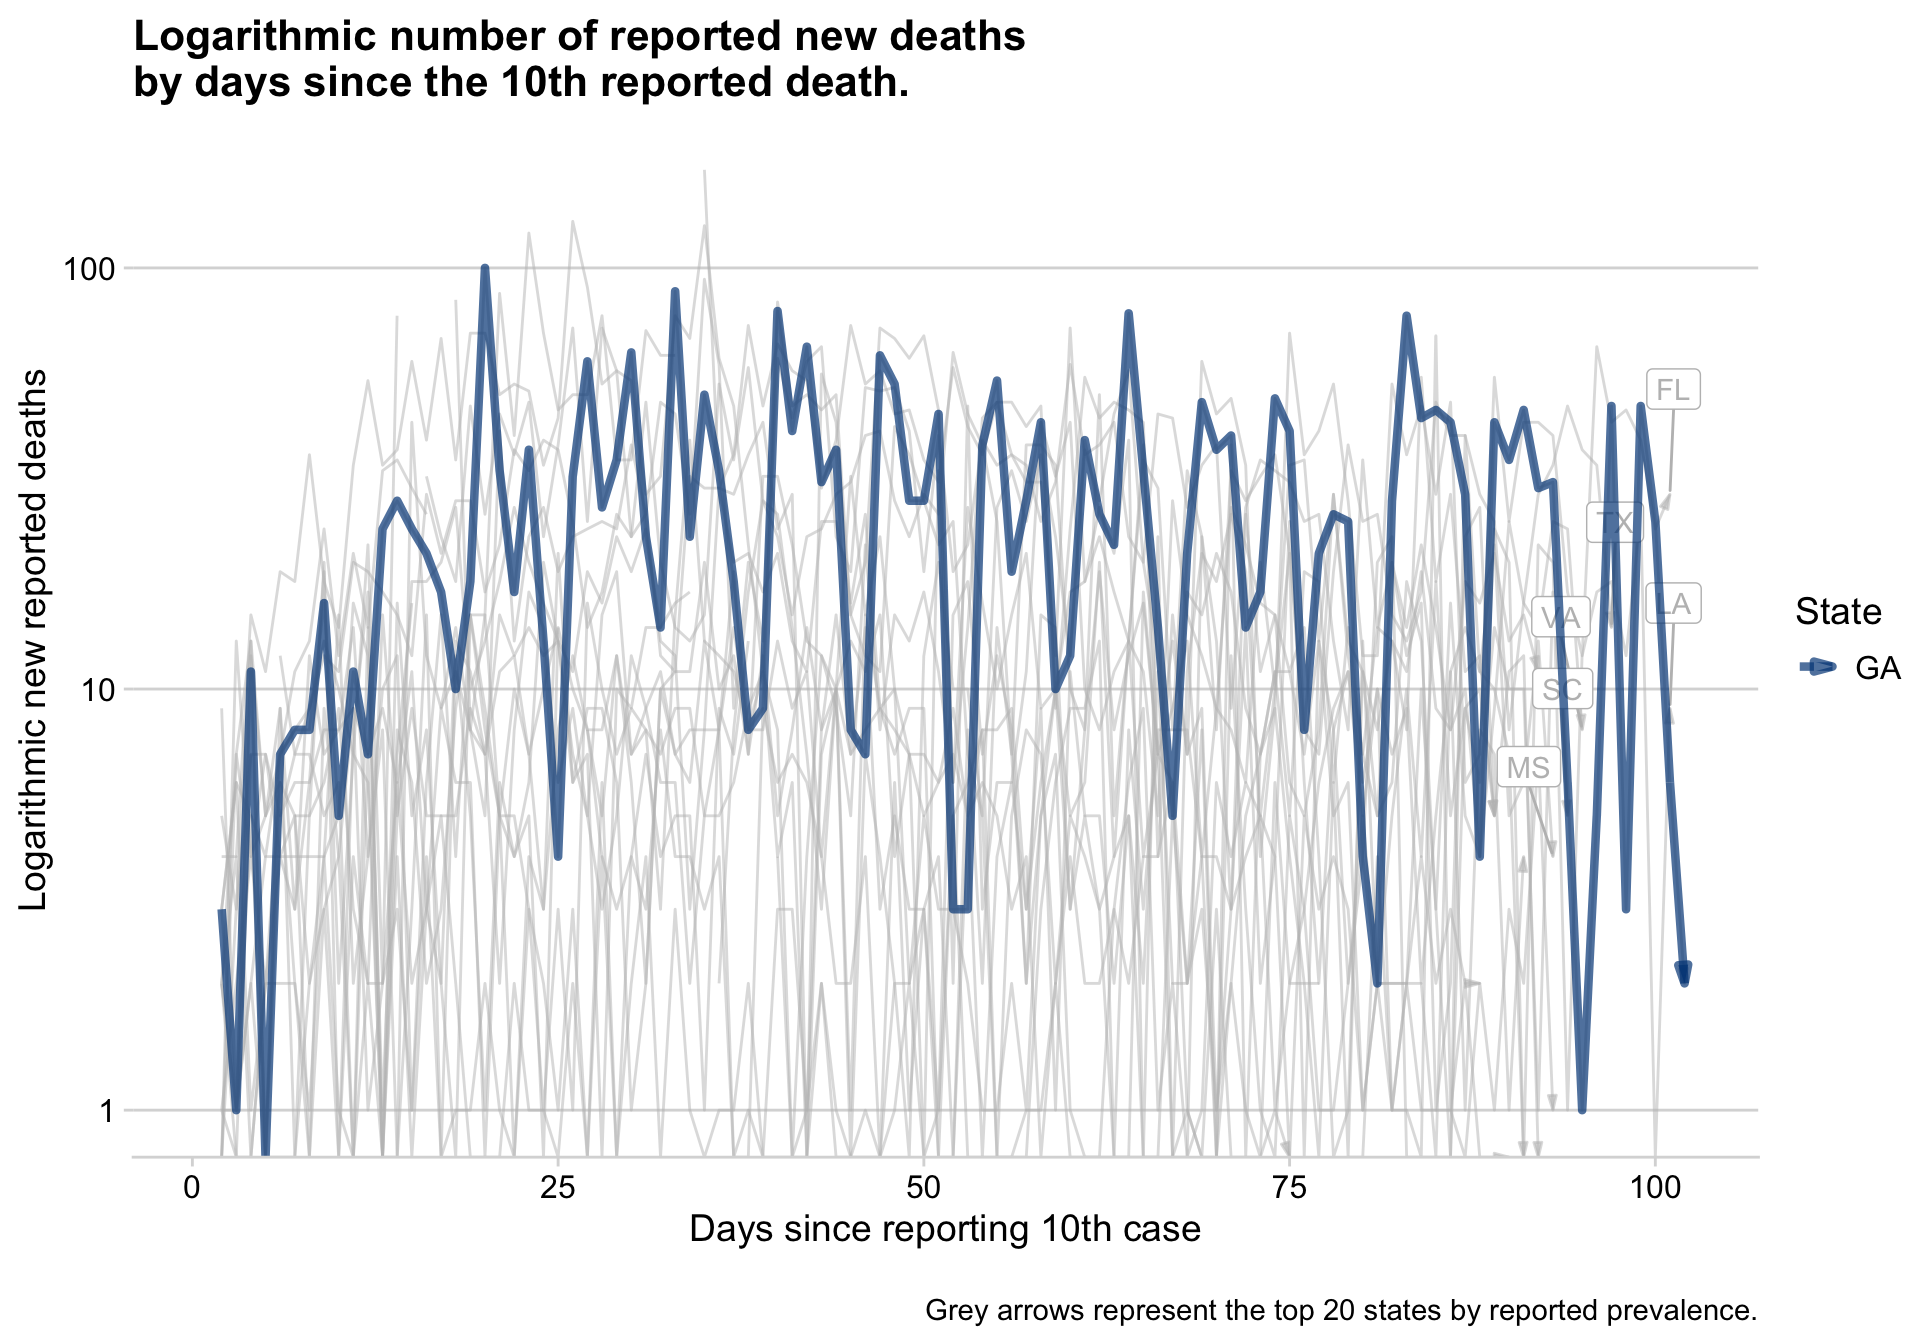 Logarithmic number of reported new deaths
by days since the 10th reported death.
Logarithmic new reported deaths
100
10
1
FL
TX
LA
VA
SC
MS
State
GA
0
25
50
75
100
Days since reporting 10th case
Grey arrows represent the top 20 states by reported prevalence.